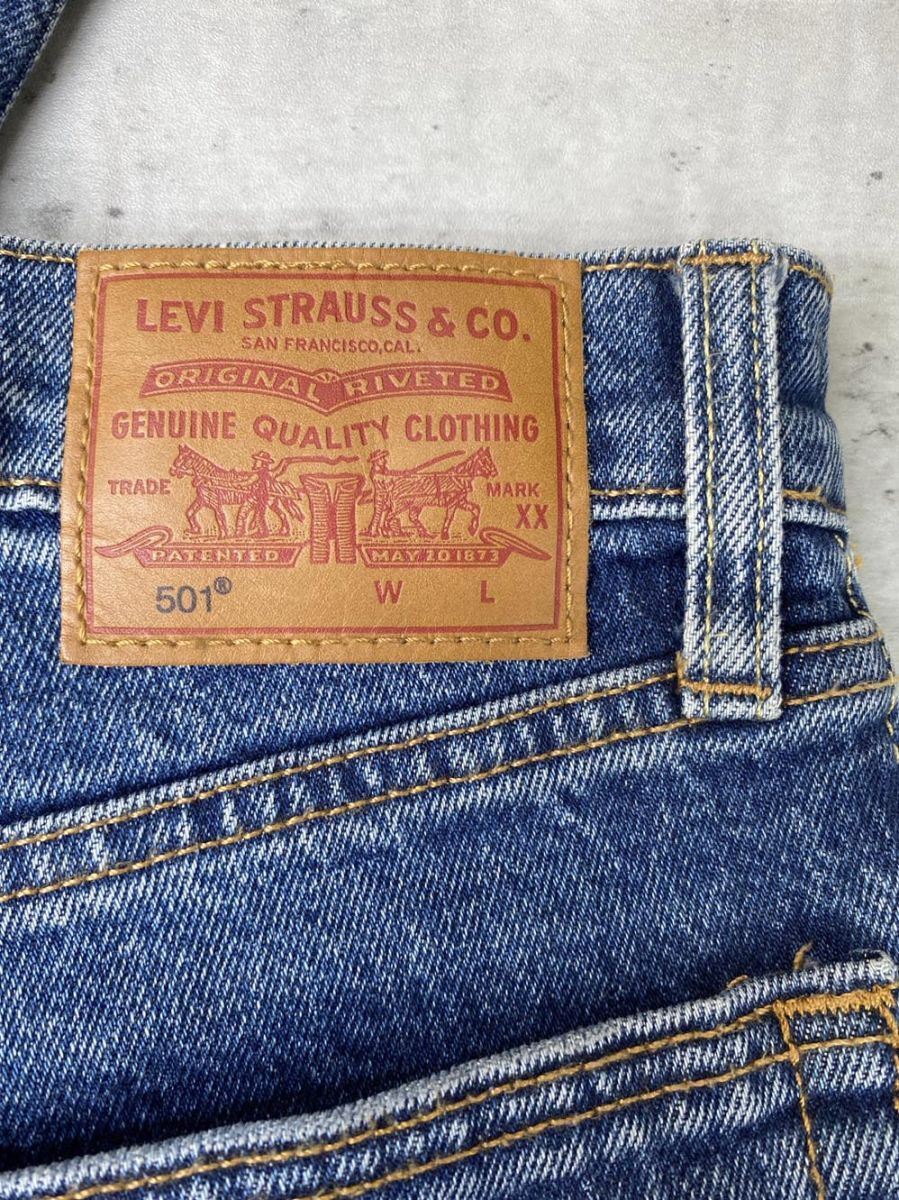 LEVI STRAUSS & CO.
SAN FRANCISCO, CAL.
ORIGINAL RIVETED
GENUINE QUALITY CLOTHING
TRADE MARK
XX
PATENTED MAY 20 1873
501® W L